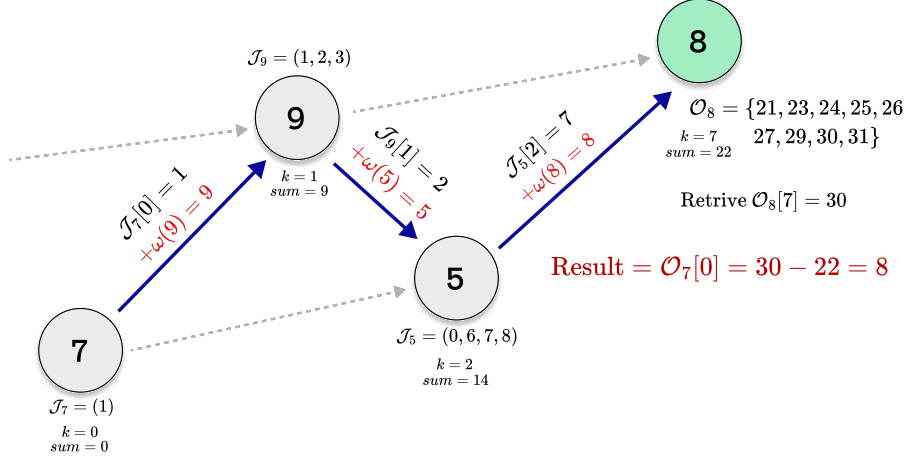 8
𝒥₉ = (1, 2, 3)
9
k = 1
sum = 9
𝒥₉[1] = 2
+ω(5) = 5
𝒥₅[2] = 7
+ω(8) = 8
𝒪₈ = {21, 23, 24, 25, 26
27, 29, 30, 31}
k = 7
sum = 22
𝒥₇[0] = 1
+ω(9) = 9
Retrive 𝒪₈[7] = 30
Result = 𝒪₇[0] = 30 − 22 = 8
5
𝒥₅ = (0, 6, 7, 8)
k = 2
sum = 14
7
𝒥₇ = (1)
k = 0
sum = 0